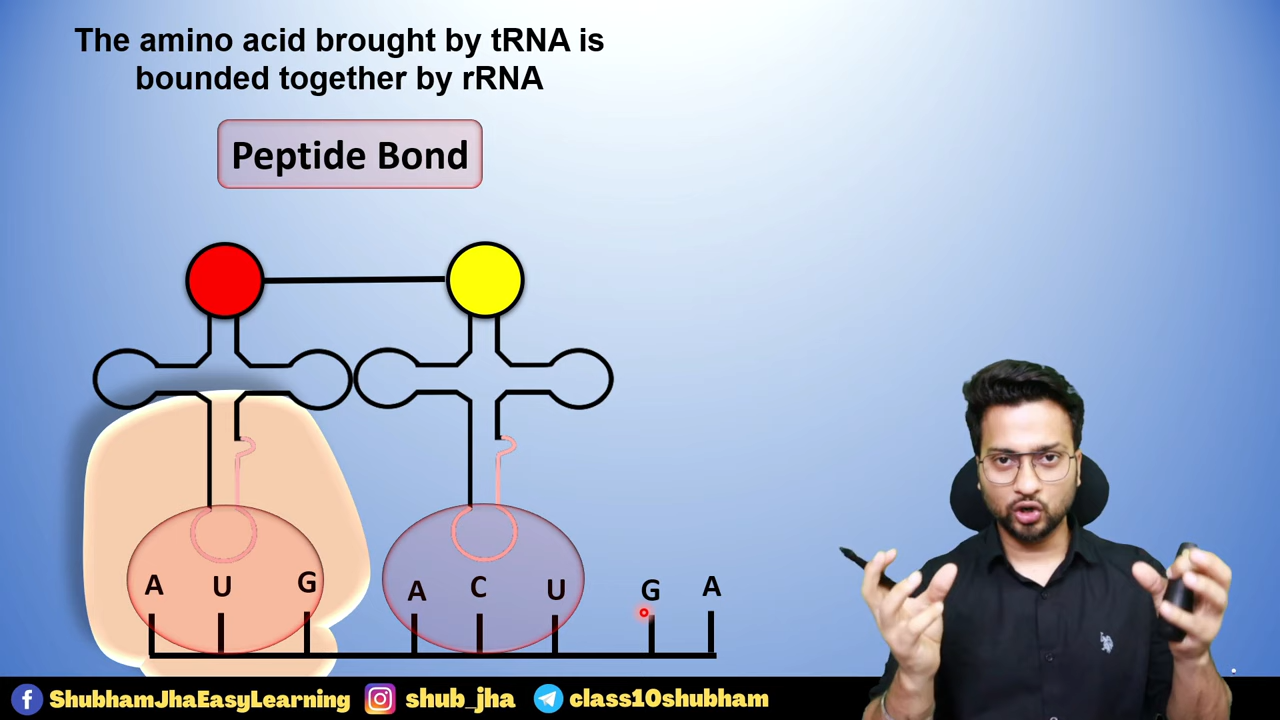 The amino acid brought by tRNA is
bounded together by rRNA
Peptide Bond
A U G A C U G A
ShubhamJhaEasyLearning shub_jha class10shubham